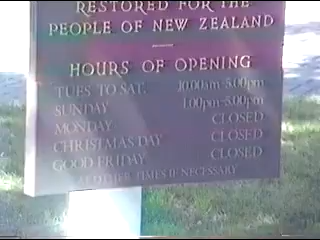 RESTORED FOR THE
PEOPLE OF NEW ZEALAND
HOURS OF OPENING
TUES TO SAT. 10.00am-5.00pm
SUNDAY 1.00pm-5.00pm
MONDAY CLOSED
CHRISTMAS DAY CLOSED
GOOD FRIDAY CLOSED
AT OTHER TIMES IF NECESSARY